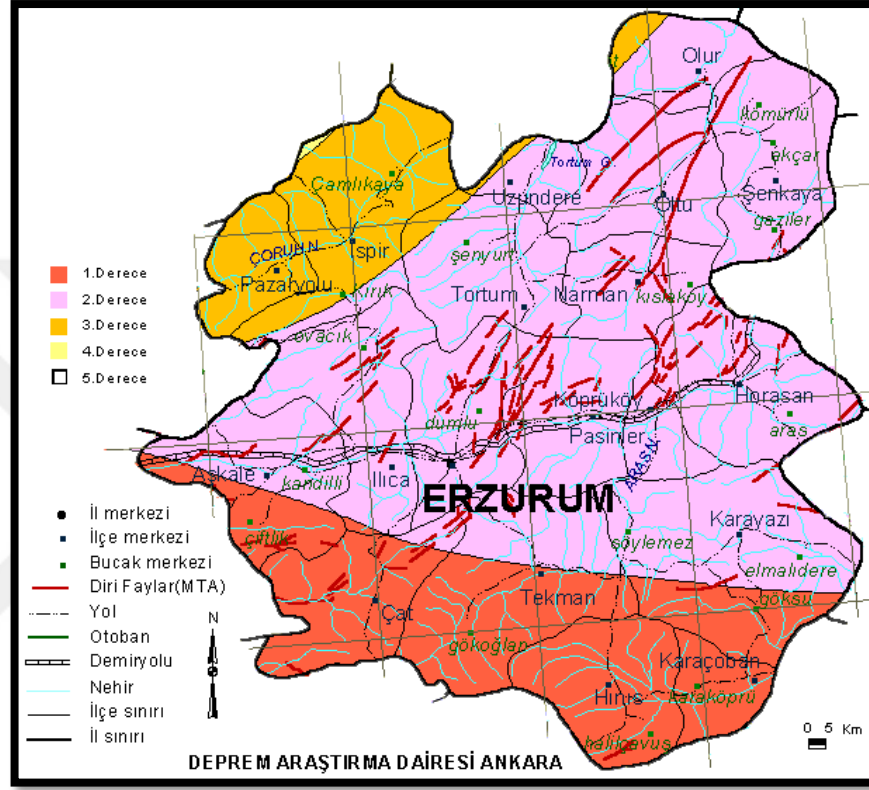 Olur
kömürlü
akçar
Tortum G.
Çamlıkaya
Uzundere
Oltu
Şenkaya
gaziler
ÇORUH N.
İspir
şenyurt
Pazaryolu
Kırık
Tortum
Narman
kışlaköy
1.Derece
2.Derece
3.Derece
4.Derece
5.Derece
ovacık
Köprüköy
Horasan
dumlu
Pasinler
aras
ARAS N.
Aşkale
kandilli
Ilıca
ERZURUM
çiftlik
söylemez
Karayazı
elmalıdere
Tekman
göksu
Çat
gökoğlan
Karaçoban
Hınıs
karaköprü
halilçavuş
İl merkezi
İlçe merkezi
Bucak merkezi
Diri Faylar(MTA)
Yol
Otoban
Demiryolu
Nehir
İlçe sınırı
İl sınırı
N
0 5 Km
DEPREM ARAŞTIRMA DAİRESİ ANKARA